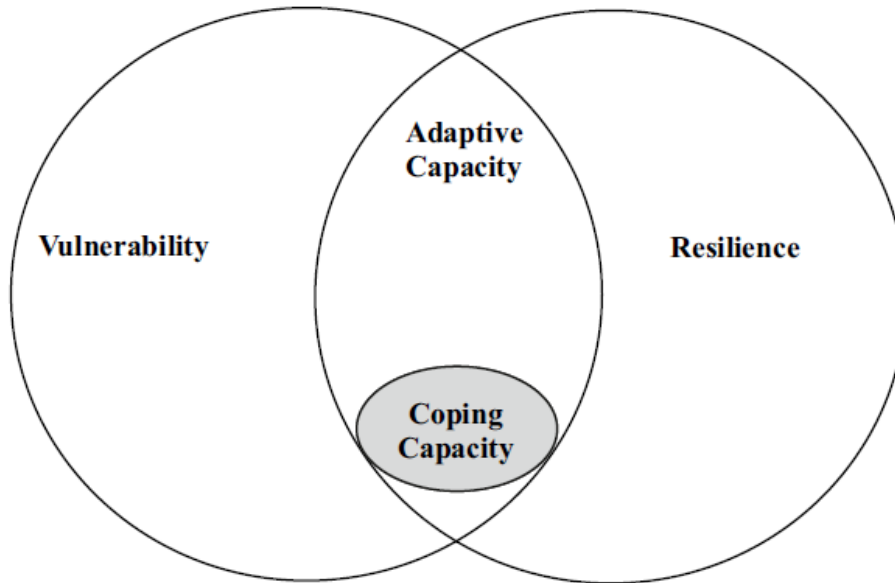 Adaptive
Capacity
Vulnerability
Resilience
Coping
Capacity